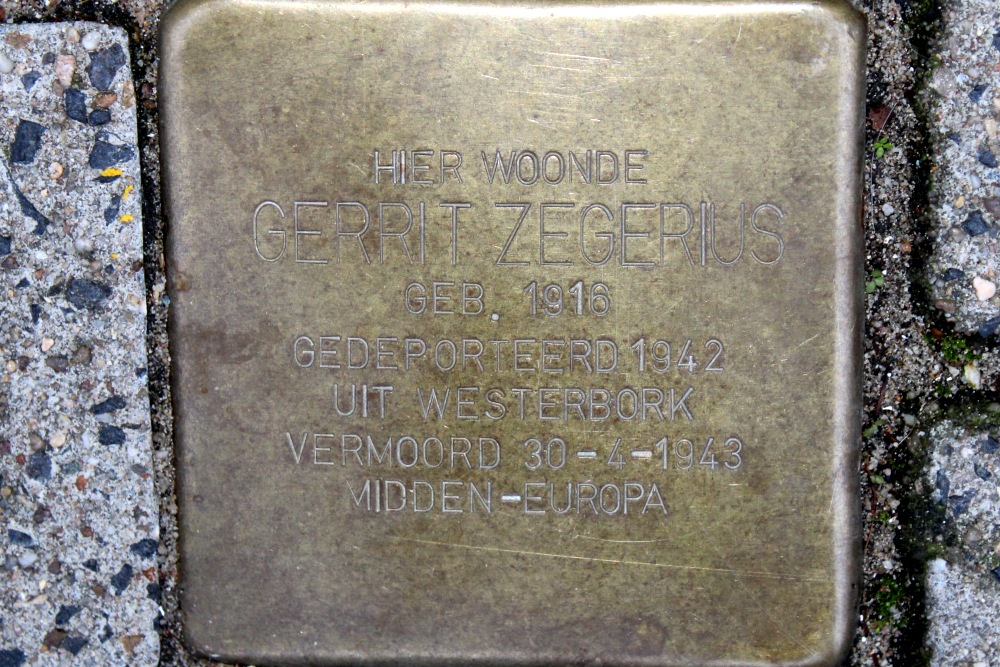 HIER WOONDE
GERRIT ZEGERIUS
GEB. 1916
GEDEPORTEERD 1942
UIT WESTERBORK
VERMOORD 30-4-1943
MIDDEN-EUROPA